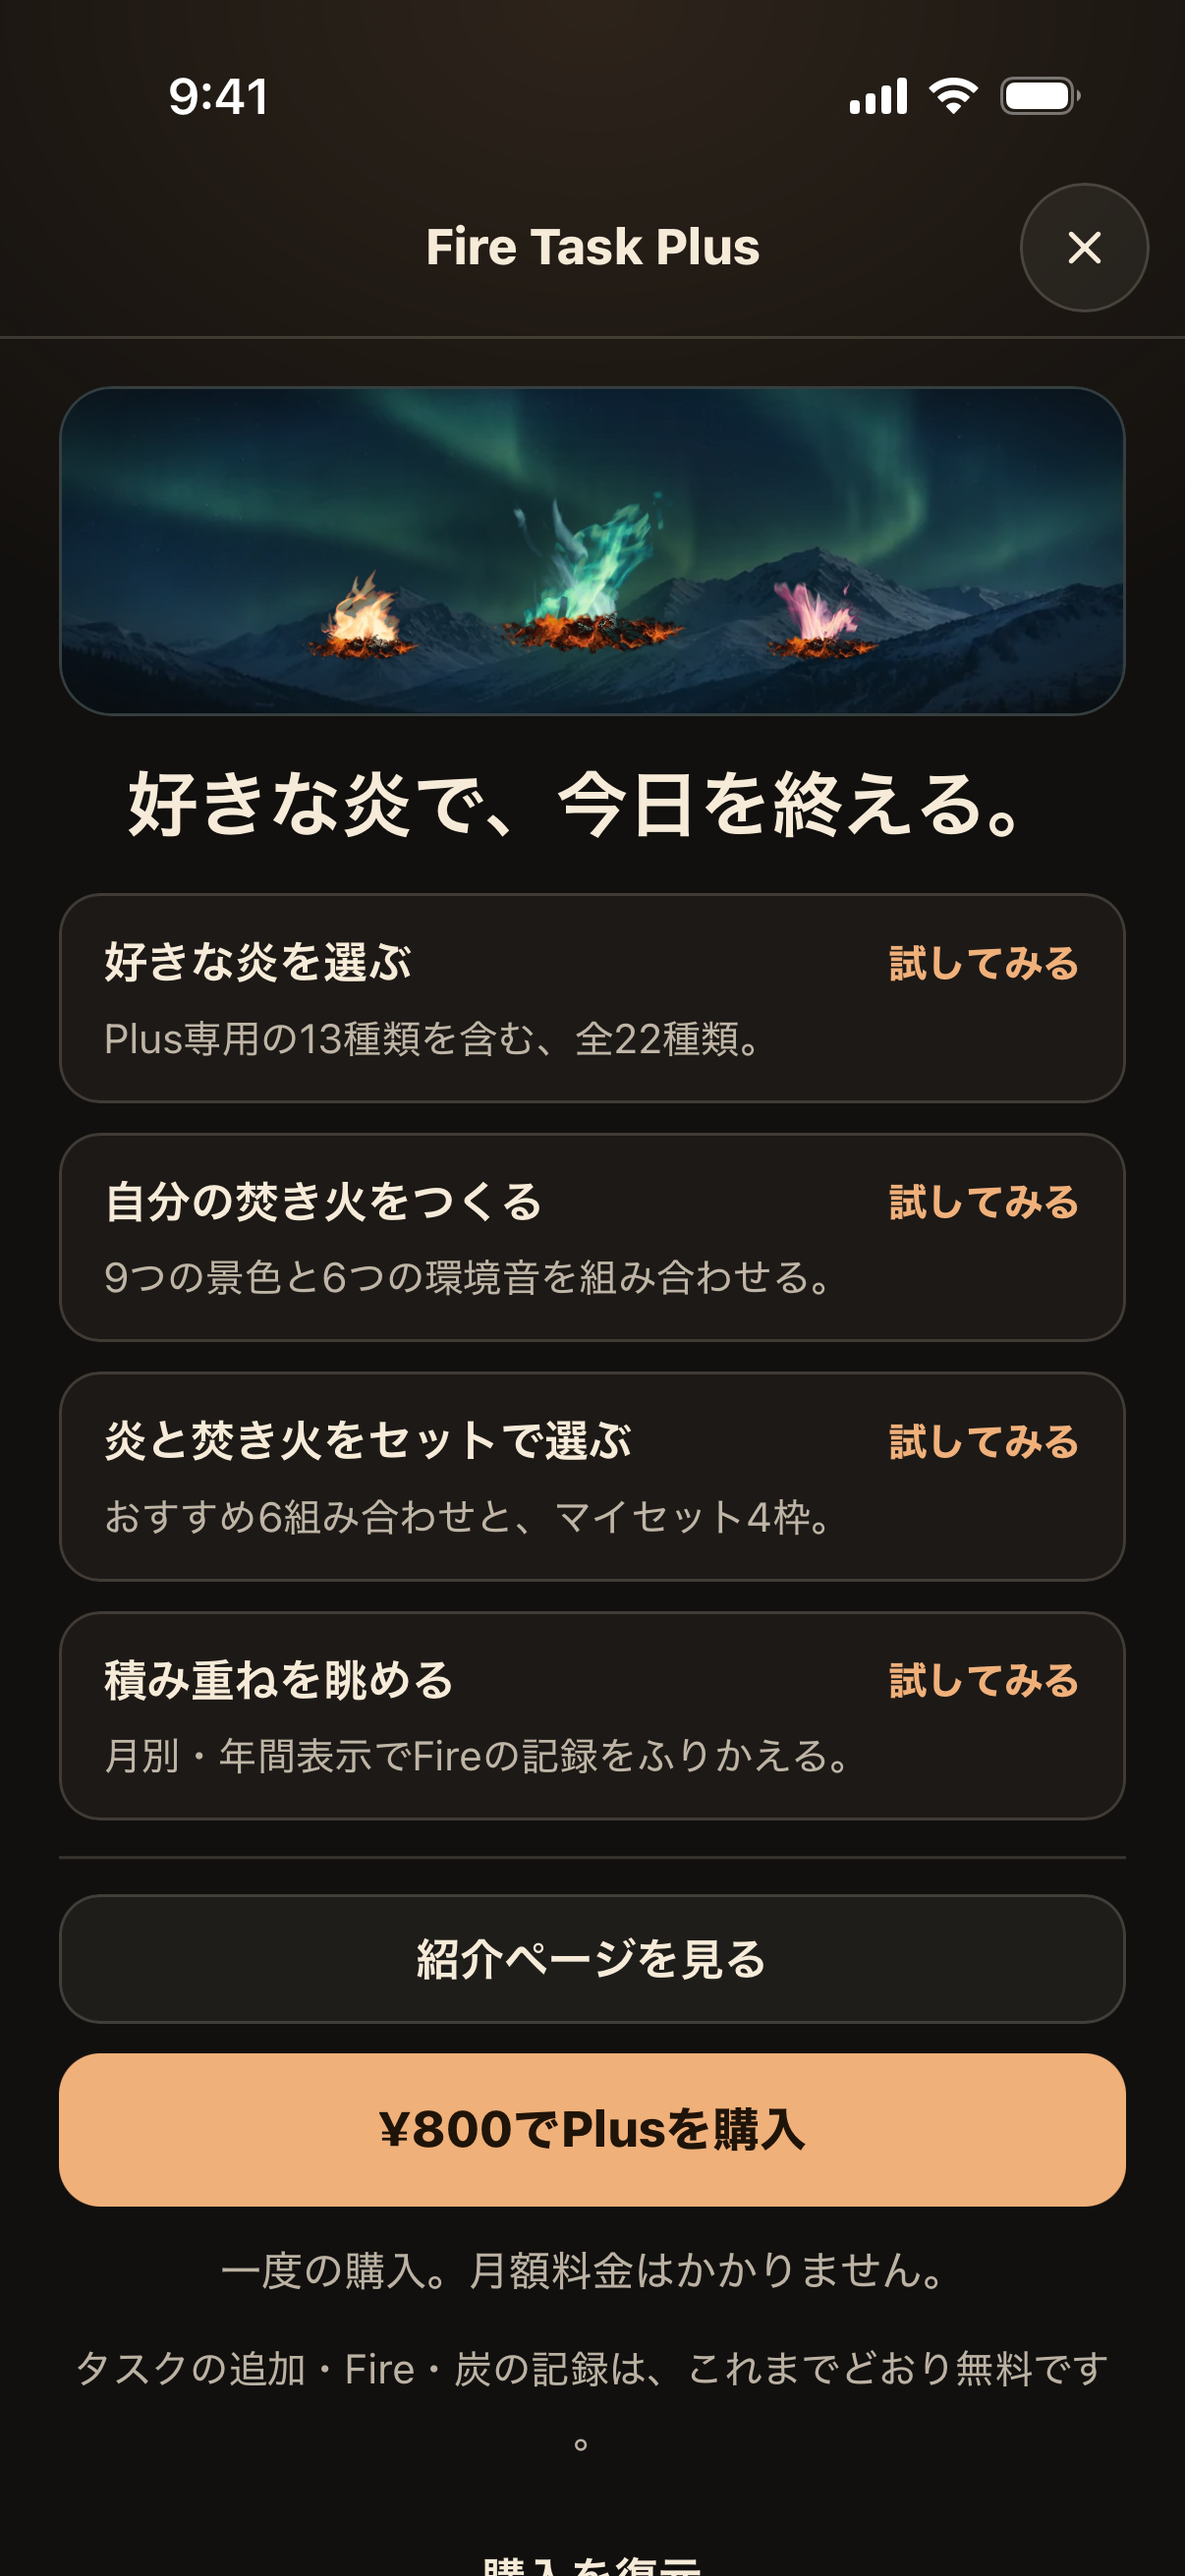 9:41
Fire Task Plus
好きな炎で、今日を終える。
好きな炎を選ぶ
試してみる
Plus専用の13種類を含む、全22種類。
自分の焚き火をつくる
試してみる
9つの景色と6つの環境音を組み合わせる。
炎と焚き火をセットで選ぶ
試してみる
おすすめ6組み合わせと、マイセット4枠。
積み重ねを眺める
試してみる
月別・年間表示でFireの記録をふりかえる。
紹介ページを見る
¥800でPlusを購入
一度の購入。月額料金はかかりません。
タスクの追加・Fire・炭の記録は、これまでどおり無料です
。
購入を復元